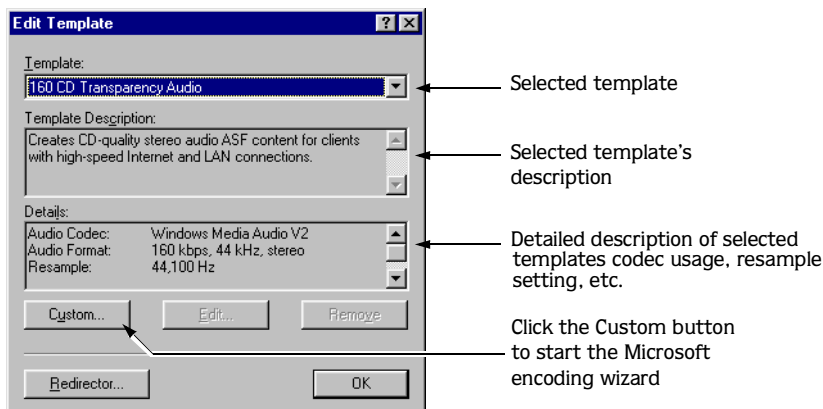 Edit Template
Template:
160 CD Transparency Audio
Selected template
Template Description:
Creates CD-quality stereo audio ASF content for clients
with high-speed Internet and LAN connections.
Selected template's
description
Details:
Audio Codec: Windows Media Audio V2
Audio Format: 160 kbps, 44 kHz, stereo
Resample: 44,100 Hz
Detailed description of selected
templates codec usage, resample
setting, etc.
Custom... Edit... Remove
Click the Custom button
to start the Microsoft
encoding wizard
Redirector... OK